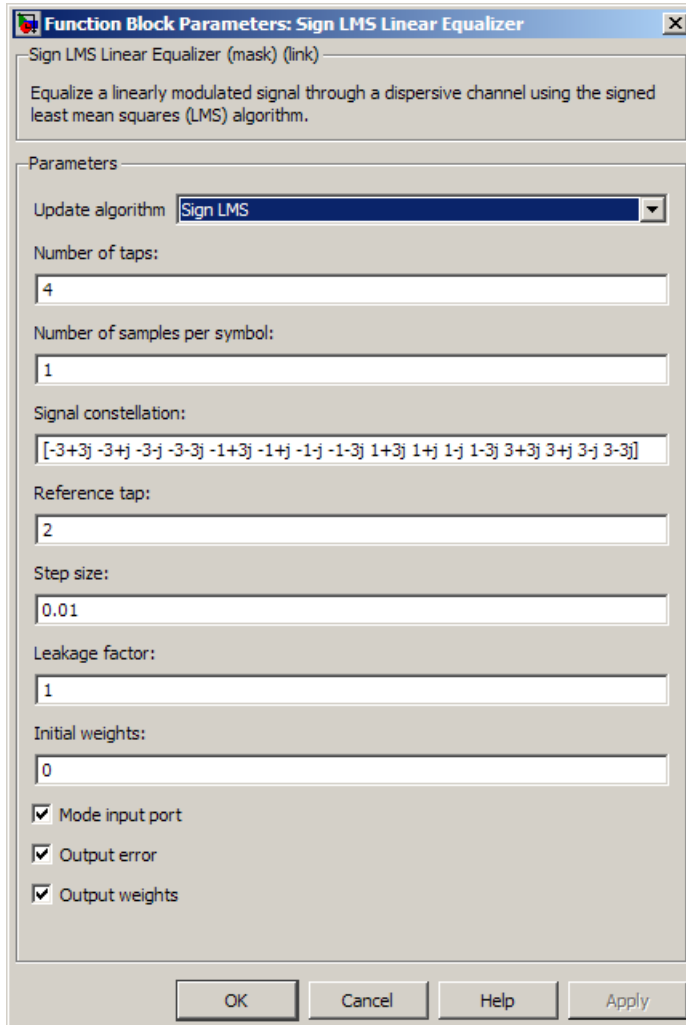 Function Block Parameters: Sign LMS Linear Equalizer
Sign LMS Linear Equalizer (mask) (link)
Equalize a linearly modulated signal through a dispersive channel using the signed
least mean squares (LMS) algorithm.
Parameters
Update algorithm Sign LMS
Number of taps:
4
Number of samples per symbol:
1
Signal constellation:
[-3+3j -3+j -3-j -3-3j -1+3j -1+j -1-j -1-3j 1+3j 1+j 1-j 1-3j 3+3j 3+j 3-j 3-3j]
Reference tap:
2
Step size:
0.01
Leakage factor:
1
Initial weights:
0
Mode input port
Output error
Output weights
OK Cancel Help Apply